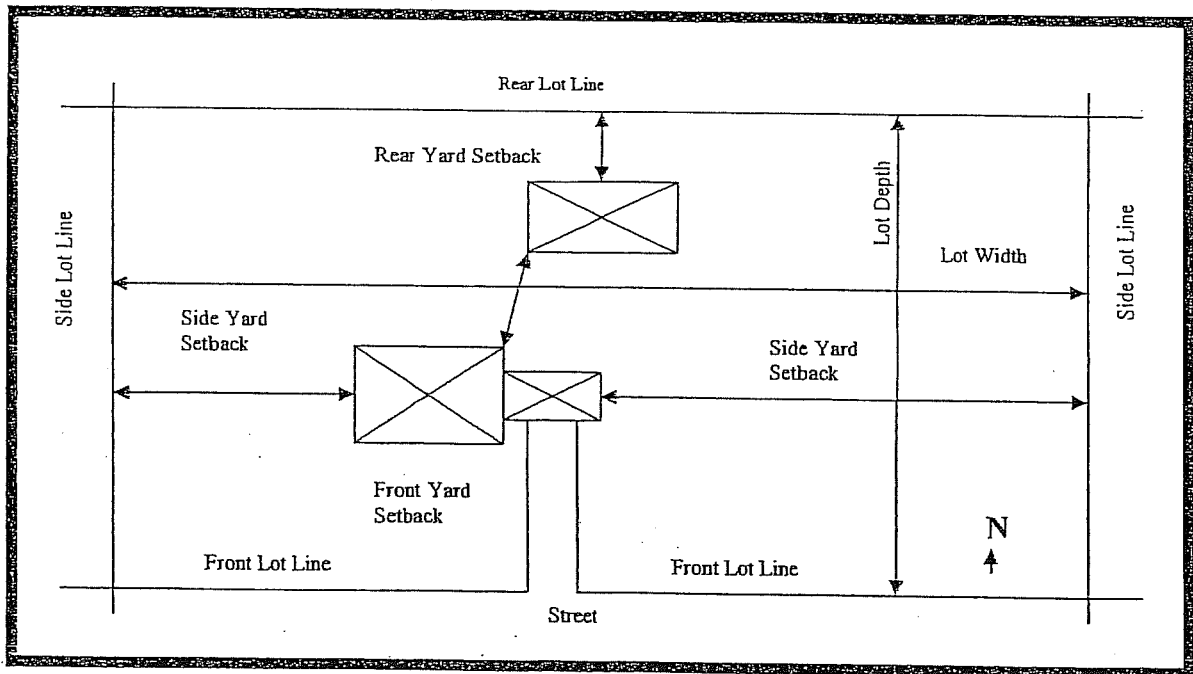 Rear Lot Line
Rear Yard Setback
Lot Depth
Side Lot Line
Lot Width
Side Lot Line
Side Yard
Setback
Side Yard
Setback
Front Yard
Setback
N
Front Lot Line
Front Lot Line
Street